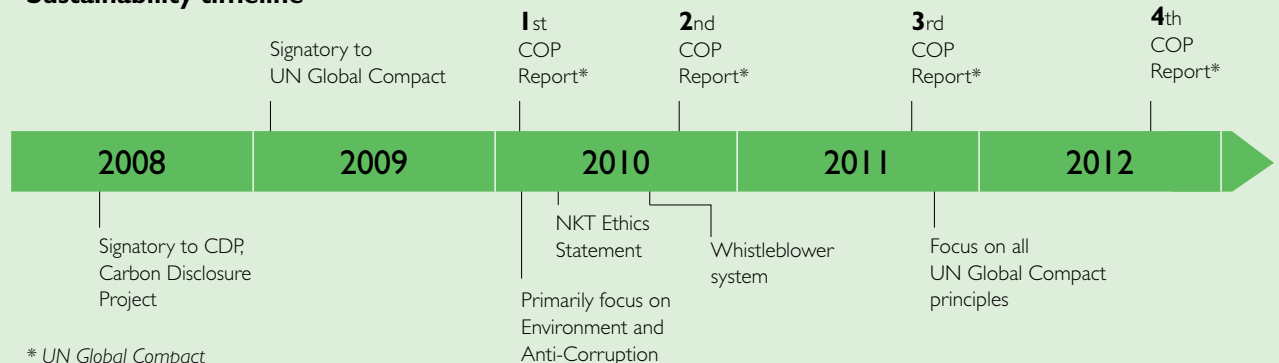 Sustainability timeline
Signatory to
UN Global Compact
1st
COP
Report*
2nd
COP
Report*
3rd
COP
Report*
4th
COP
Report*
2008
2009
2010
2011
2012
Signatory to CDP,
Carbon Disclosure
Project
NKT Ethics
Statement
Whistleblower
system
Primarily focus on
Environment and
Anti-Corruption
Focus on all
UN Global Compact
principles
* UN Global Compact